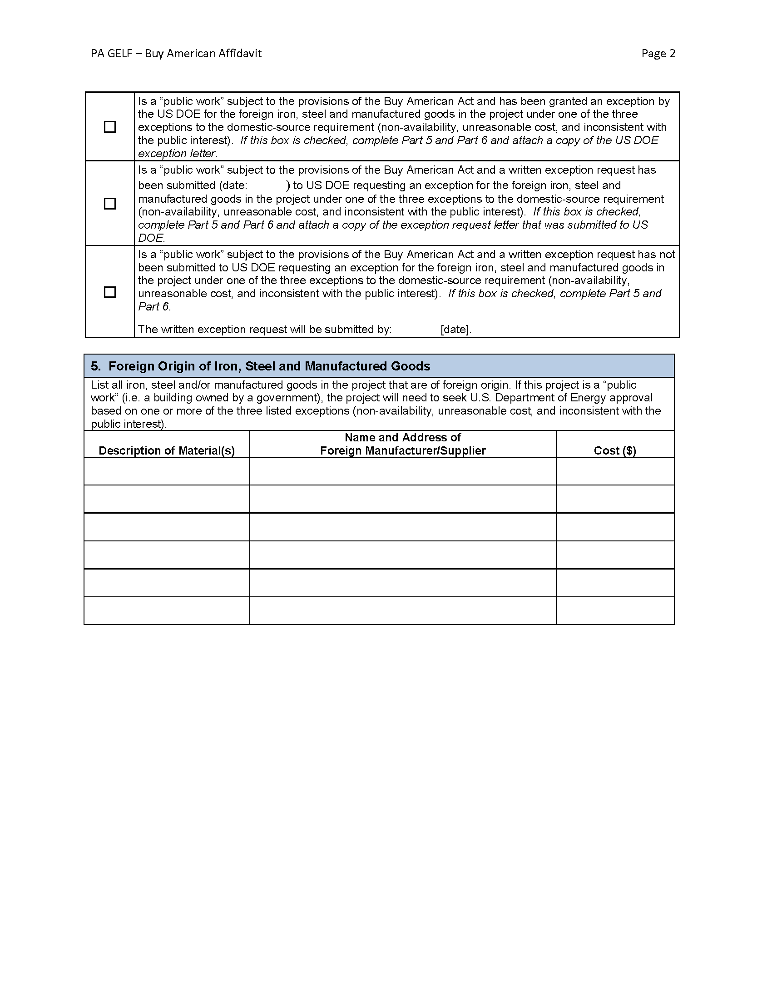 PA GELF – Buy American Affidavit Page 2
Is a “public work” subject to the provisions of the Buy American Act and has been granted an exception by
the US DOE for the foreign iron, steel and manufactured goods in the project under one of the three
exceptions to the domestic-source requirement (non-availability, unreasonable cost, and inconsistent with
the public interest).  If this box is checked, complete Part 5 and Part 6 and attach a copy of the US DOE
exception letter.
Is a “public work” subject to the provisions of the Buy American Act and a written exception request has
been submitted (date: ) to US DOE requesting an exception for the foreign iron, steel and
manufactured goods in the project under one of the three exceptions to the domestic-source requirement
(non-availability, unreasonable cost, and inconsistent with the public interest).  If this box is checked,
complete Part 5 and Part 6 and attach a copy of the exception request letter that was submitted to US
DOE.
Is a “public work” subject to the provisions of the Buy American Act and a written exception request has not
been submitted to US DOE requesting an exception for the foreign iron, steel and manufactured goods in
the project under one of the three exceptions to the domestic-source requirement (non-availability,
unreasonable cost, and inconsistent with the public interest).  If this box is checked, complete Part 5 and
Part 6.
The written exception request will be submitted by: [date].
5.  Foreign Origin of Iron, Steel and Manufactured Goods
List all iron, steel and/or manufactured goods in the project that are of foreign origin. If this project is a “public
work” (i.e. a building owned by a government), the project will need to seek U.S. Department of Energy approval
based on one or more of the three listed exceptions (non-availability, unreasonable cost, and inconsistent with the
public interest).
Name and Address of
Description of Material(s) Foreign Manufacturer/Supplier Cost ($)